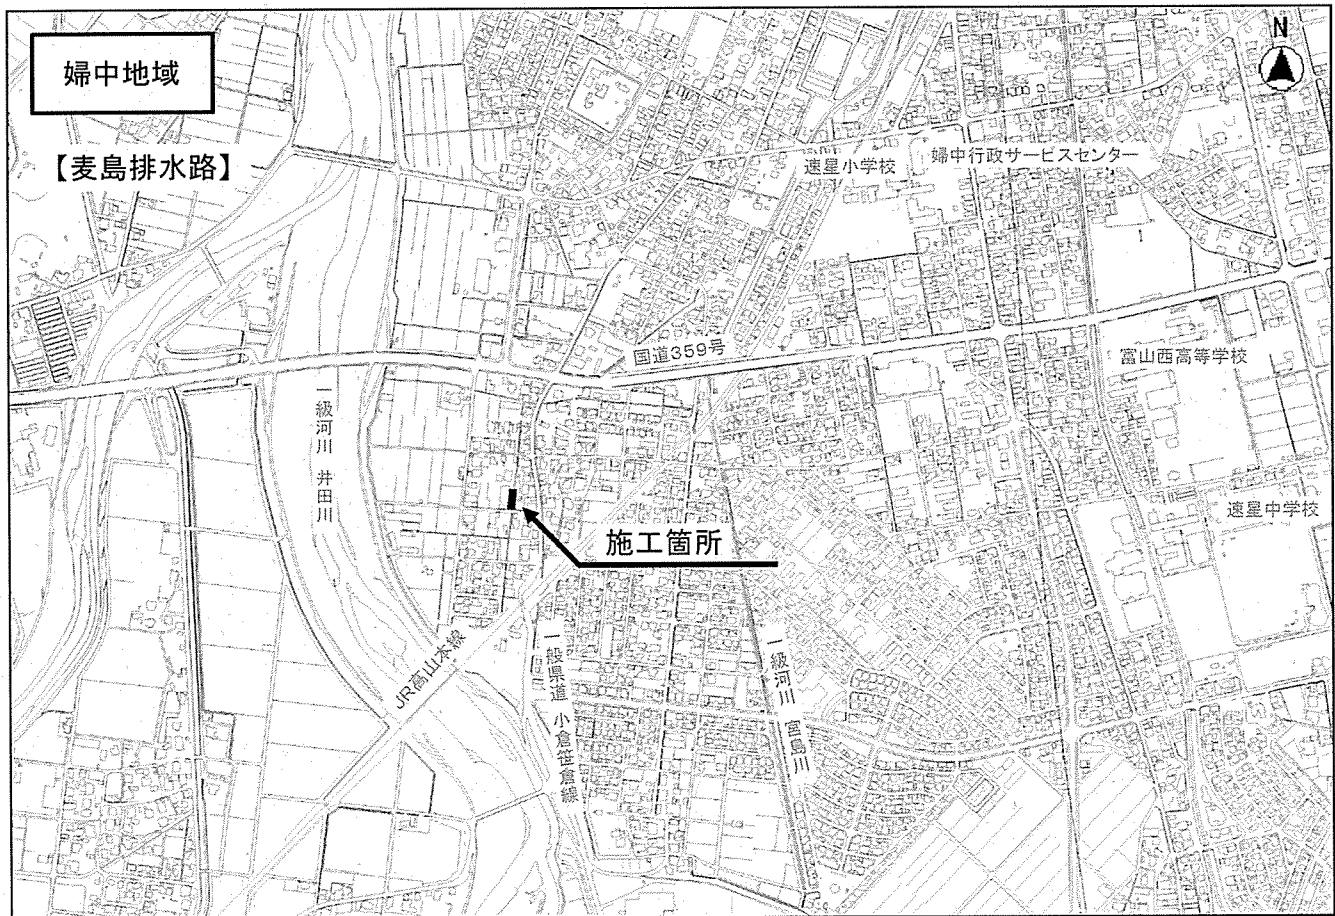 婦中地域
N
【麦島排水路】
速星小学校
婦中行政サービスセンター
国道359号
富山西高等学校
一級河川 井田川
速星中学校
施工箇所
JR高山本線
一般県道 小倉笹倉線
一級河川 宮島川